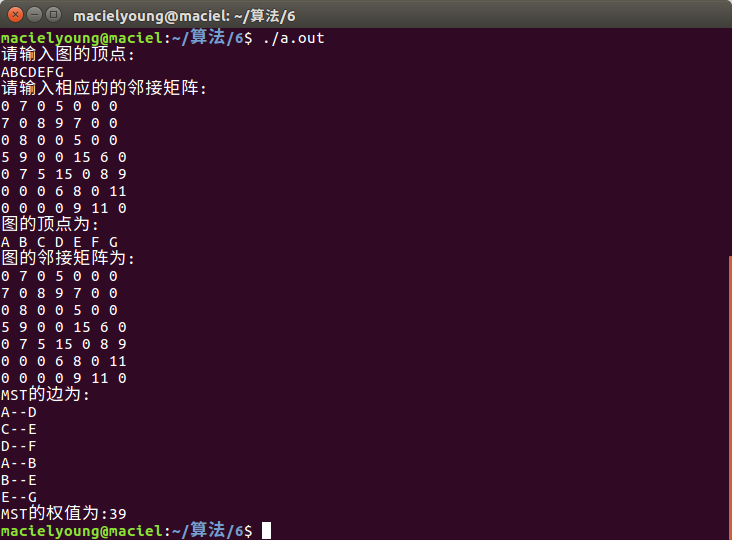 macielyoung@maciel: ~/算法/6
macielyoung@maciel:~/算法/6$ ./a.out
请输入图的顶点:
ABCDEFG
请输入相应的的邻接矩阵:
0 7 0 5 0 0 0
7 0 8 9 7 0 0
0 8 0 0 5 0 0
5 9 0 0 15 6 0
0 7 5 15 0 8 9
0 0 0 6 8 0 11
0 0 0 0 9 11 0
图的顶点为:
A B C D E F G
图的邻接矩阵为:
0 7 0 5 0 0 0
7 0 8 9 7 0 0
0 8 0 0 5 0 0
5 9 0 0 15 6 0
0 7 5 15 0 8 9
0 0 0 6 8 0 11
0 0 0 0 9 11 0
MST的边为:
A--D
C--E
D--F
A--B
B--E
E--G
MST的权值为:39
macielyoung@maciel:~/算法/6$